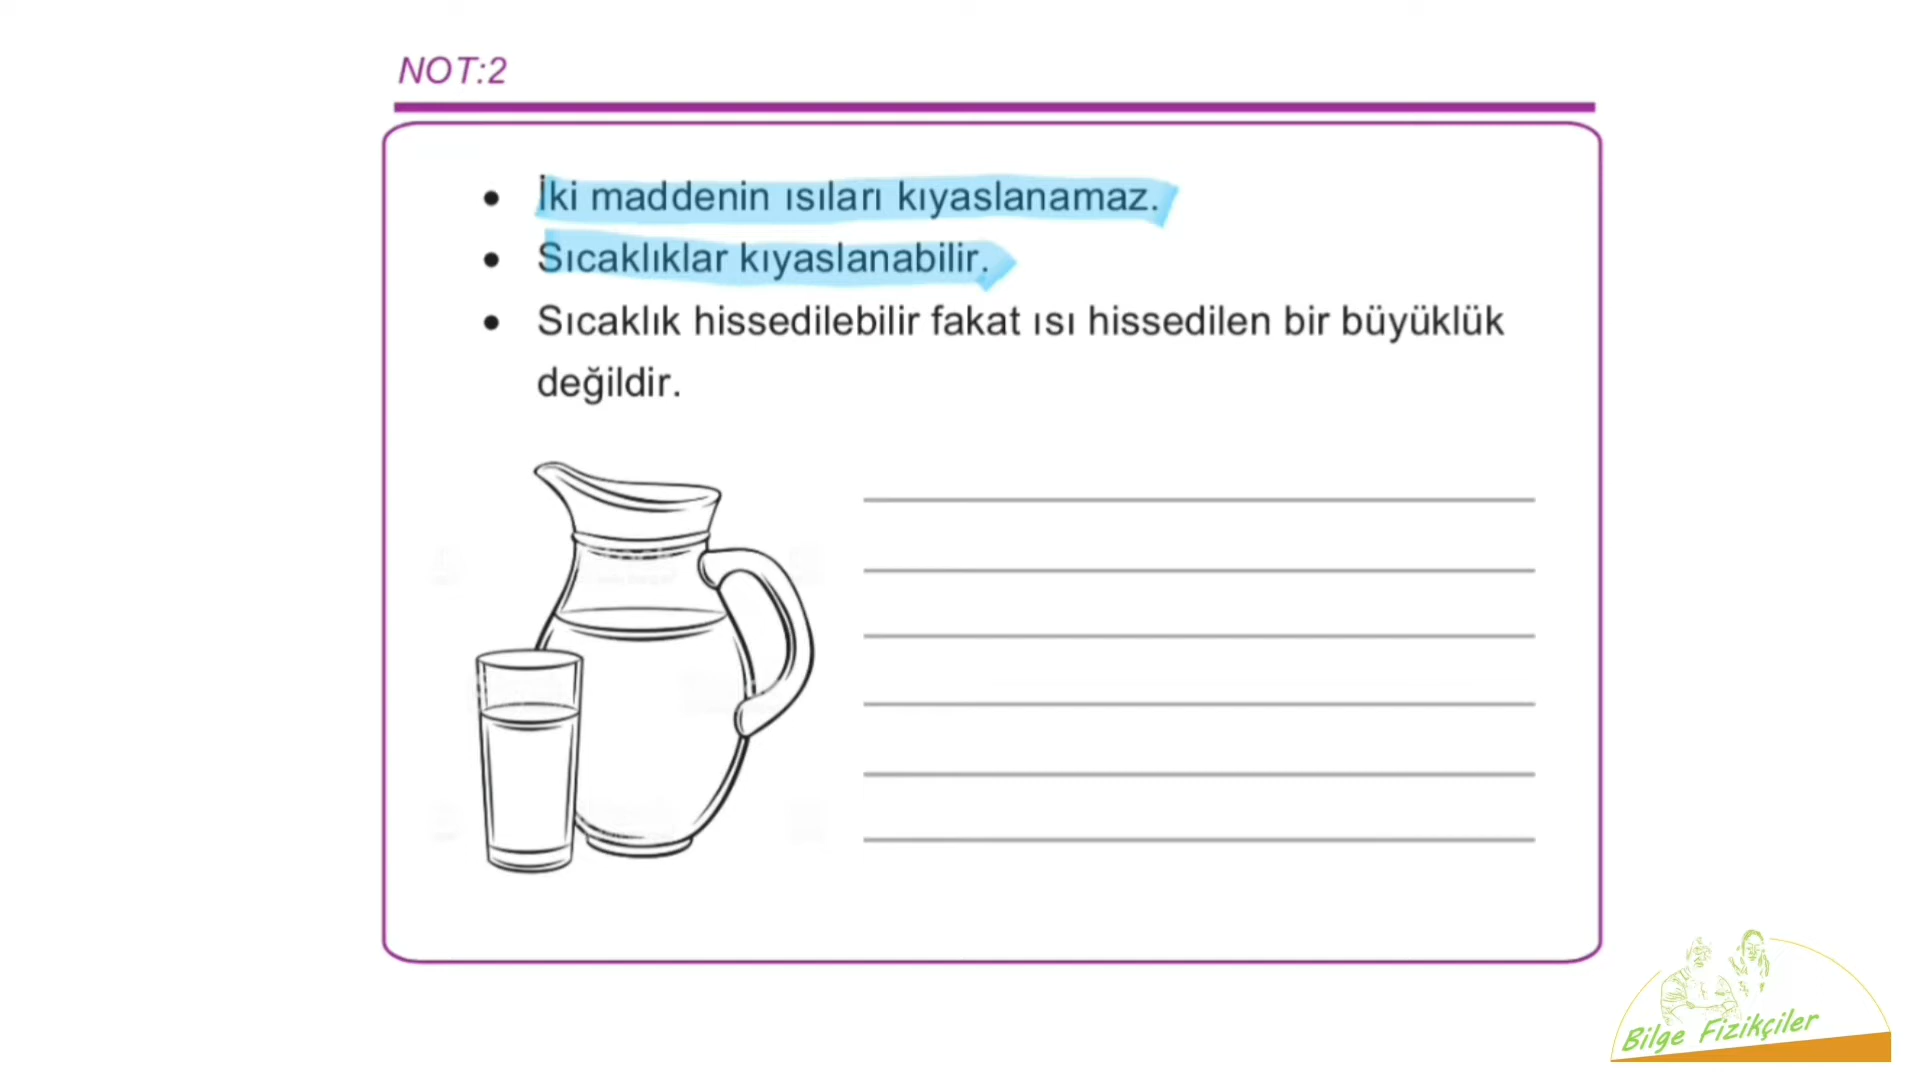 NOT:2
• İki maddenin ısıları kıyaslanamaz.
• Sıcaklıklar kıyaslanabilir.
• Sıcaklık hissedilebilir fakat ısı hissedilen bir büyüklük
değildir.
Bilge Fizikçiler